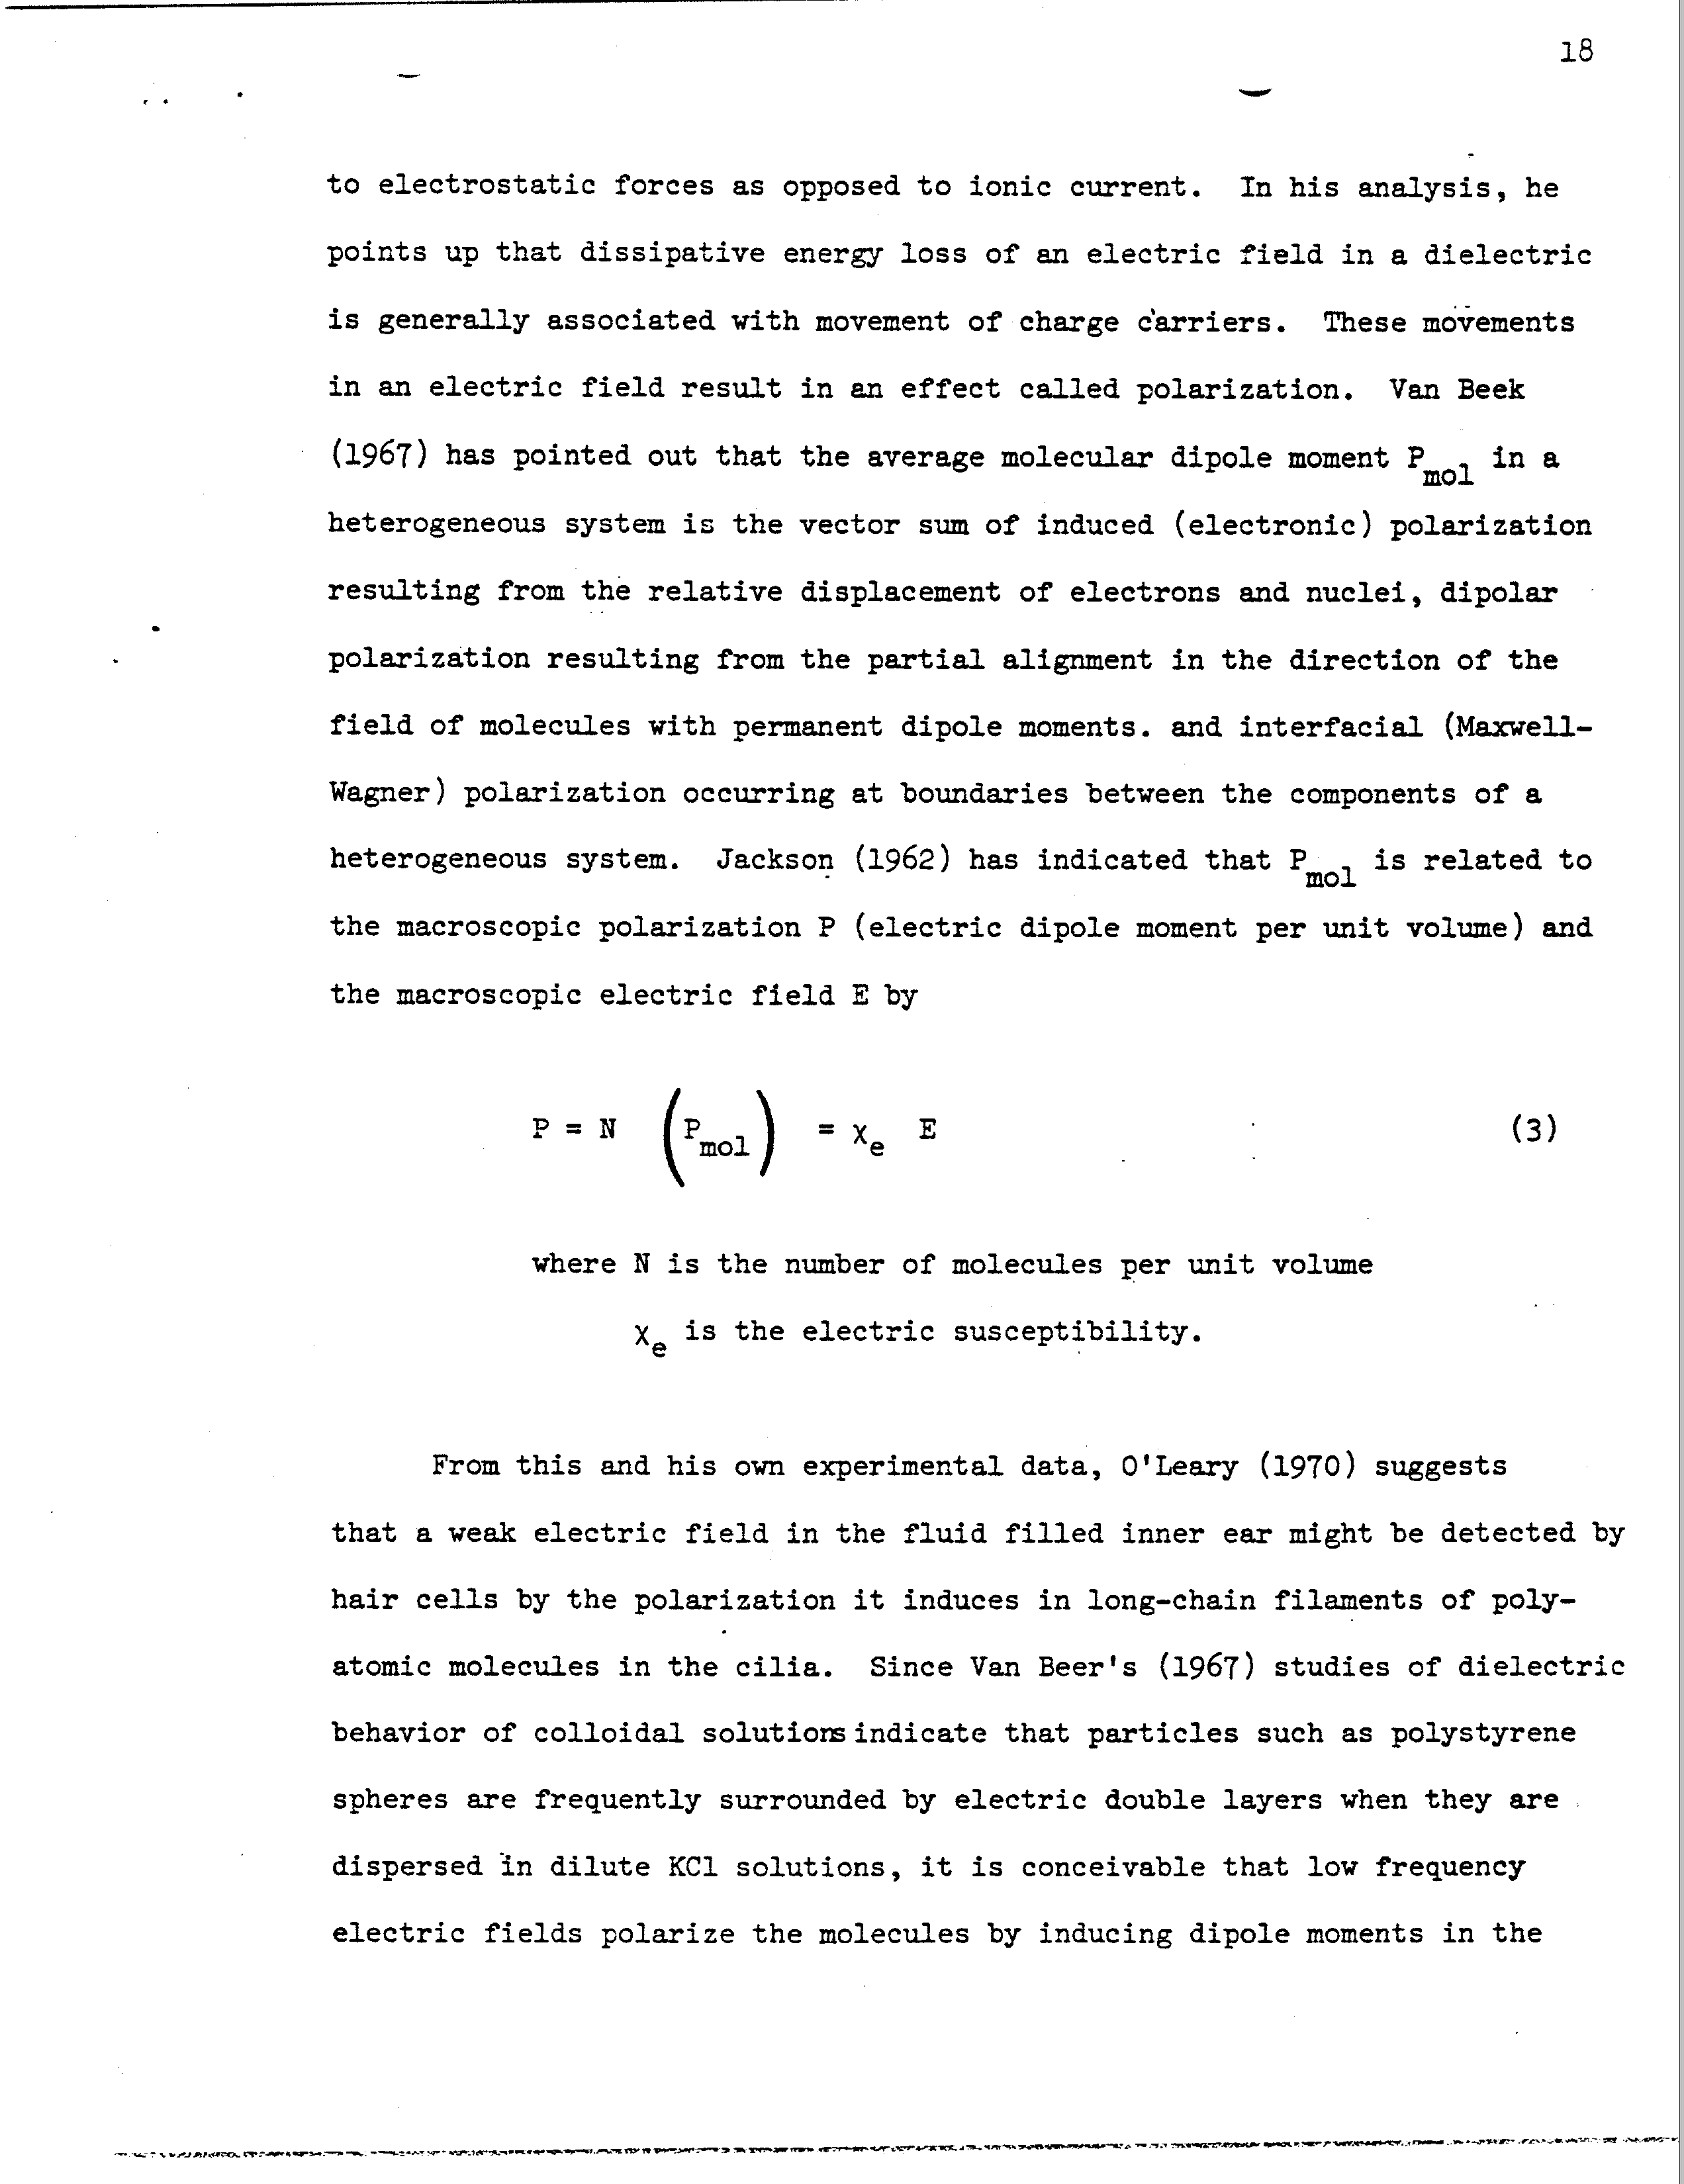 18
to electrostatic forces as opposed to ionic current. In his analysis, he
points up that dissipative energy loss of an electric field in a dielectric
is generally associated with movement of charge carriers. These movements
in an electric field result in an effect called polarization. Van Beek
(1967) has pointed out that the average molecular dipole moment P_mol in a
heterogeneous system is the vector sum of induced (electronic) polarization
resulting from the relative displacement of electrons and nuclei, dipolar
polarization resulting from the partial alignment in the direction of the
field of molecules with permanent dipole moments. and interfacial (Maxwell-
Wagner) polarization occurring at boundaries between the components of a
heterogeneous system. Jackson (1962) has indicated that P_mol is related to
the macroscopic polarization P (electric dipole moment per unit volume) and
the macroscopic electric field E by
P = N (P_mol) = χ_e E (3)
where N is the number of molecules per unit volume
χ_e is the electric susceptibility.
From this and his own experimental data, O'Leary (1970) suggests
that a weak electric field in the fluid filled inner ear might be detected by
hair cells by the polarization it induces in long-chain filaments of poly-
atomic molecules in the cilia. Since Van Beer's (1967) studies of dielectric
behavior of colloidal solutions indicate that particles such as polystyrene
spheres are frequently surrounded by electric double layers when they are
dispersed in dilute KCl solutions, it is conceivable that low frequency
electric fields polarize the molecules by inducing dipole moments in the